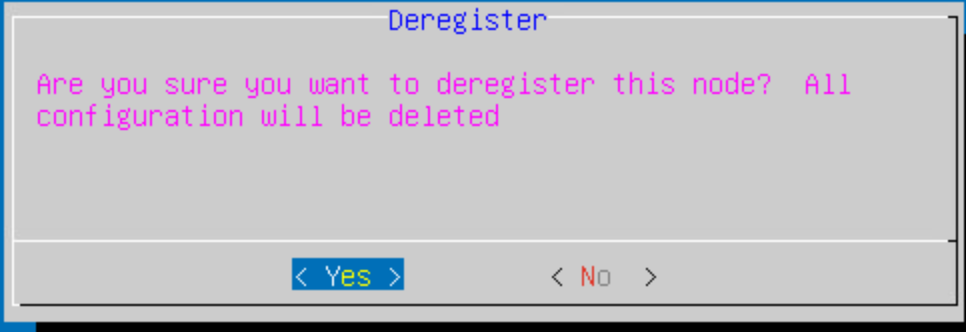 Deregister
Are you sure you want to deregister this node?  All
configuration will be deleted
< Yes >
< No  >